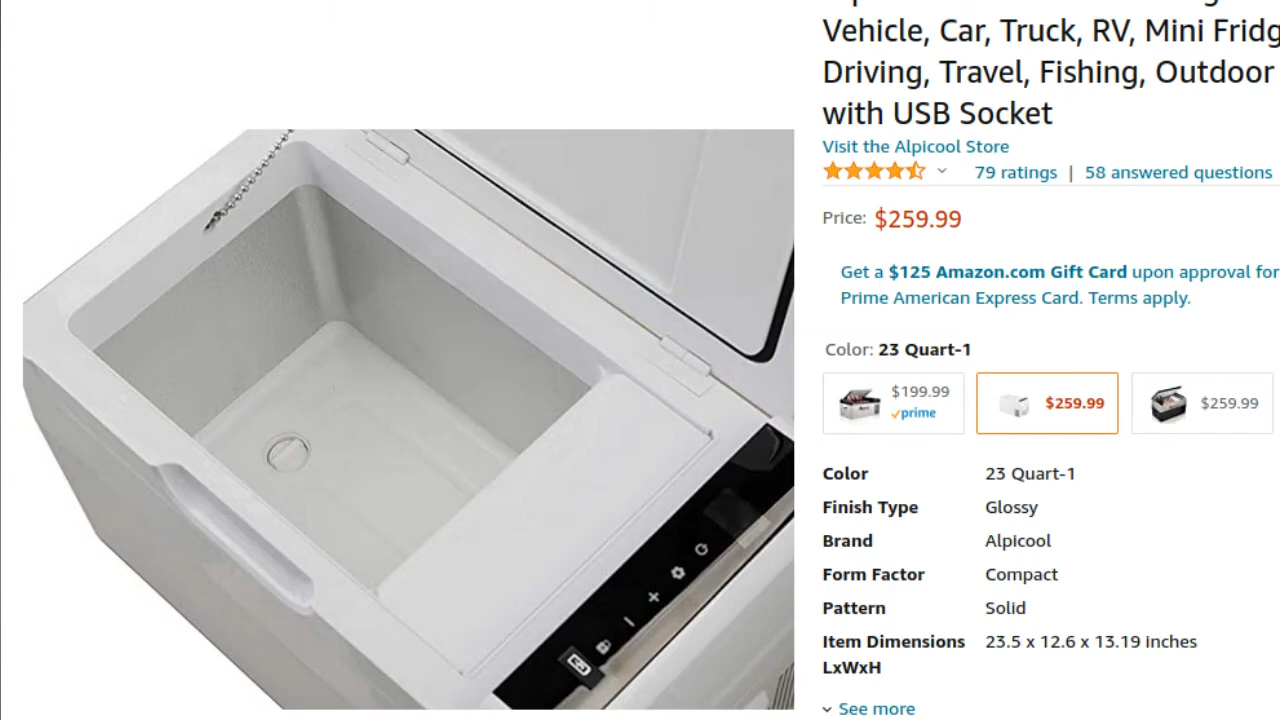 Vehicle, Car, Truck, RV, Mini
Driving, Travel, Fishing, Outdoor
with USB Socket
Visit the Alpicool Store
79 ratings | 58 answered questions
Price: $259.99
Get a $125 Amazon.com Gift Card upon approval for
Prime American Express Card. Terms apply.
Color: 23 Quart-1
$199.99
prime
$259.99
$259.99
Color 23 Quart-1
Finish Type Glossy
Brand Alpicool
Form Factor Compact
Pattern Solid
Item Dimensions 23.5 x 12.6 x 13.19 inches
LxWxH
See more